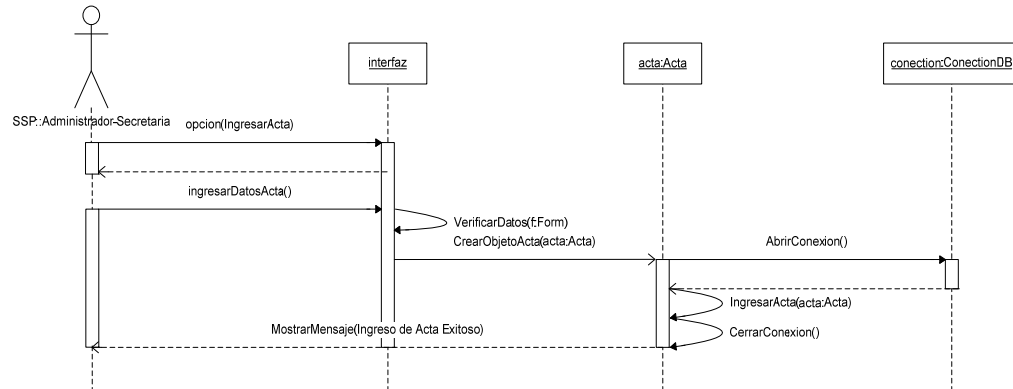 interfaz
acta:Acta
conection:ConectionDB
SSP::Administrador-Secretaria
opcion(IngresarActa)
ingresarDatosActa()
VerificarDatos(f:Form)
CrearObjetoActa(acta:Acta)
AbrirConexion()
IngresarActa(acta:Acta)
MostrarMensaje(Ingreso de Acta Exitoso)
CerrarConexion()